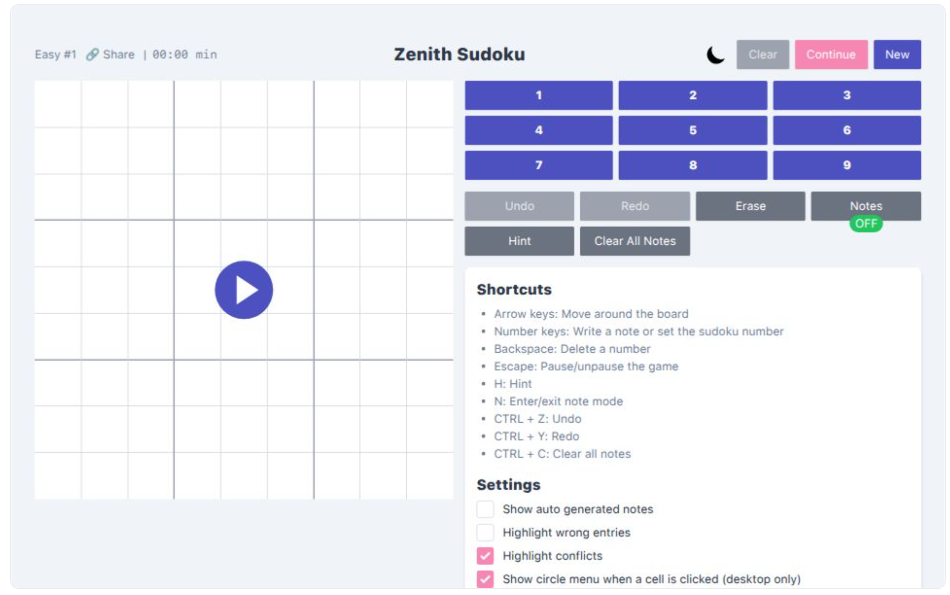 Easy #1 🔗 Share | 00:00 min
Zenith Sudoku
Clear
Continue
New
1
2
3
4
5
6
7
8
9
Undo
Redo
Erase
Notes
OFF
Hint
Clear All Notes
Shortcuts
• Arrow keys: Move around the board
• Number keys: Write a note or set the sudoku number
• Backspace: Delete a number
• Escape: Pause/unpause the game
• H: Hint
• N: Enter/exit note mode
• CTRL + Z: Undo
• CTRL + Y: Redo
• CTRL + C: Clear all notes
Settings
Show auto generated notes
Highlight wrong entries
Highlight conflicts
Show circle menu when a cell is clicked (desktop only)